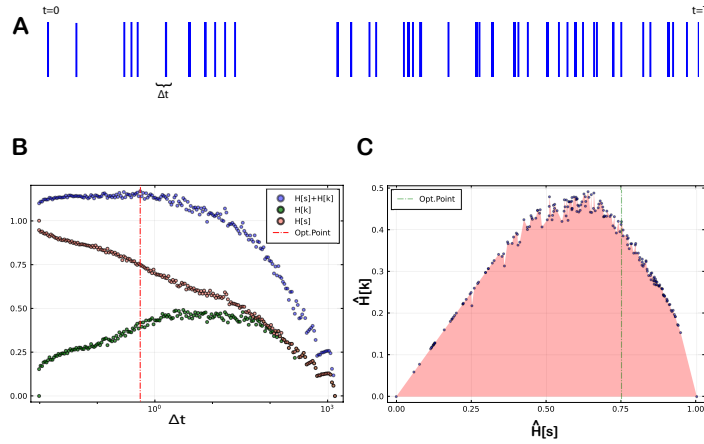 A
t=0
t=T
Δt
B
H[s]+H[k]
H[k]
H[s]
Opt.Point
1.00
0.75
0.50
0.25
0.00
10⁰
10³
Δt
C
Opt.Point
0.5
0.4
0.3
0.2
0.1
0.0
Ĥ[k]
0.00
0.25
0.50
0.75
1.00
Ĥ[s]